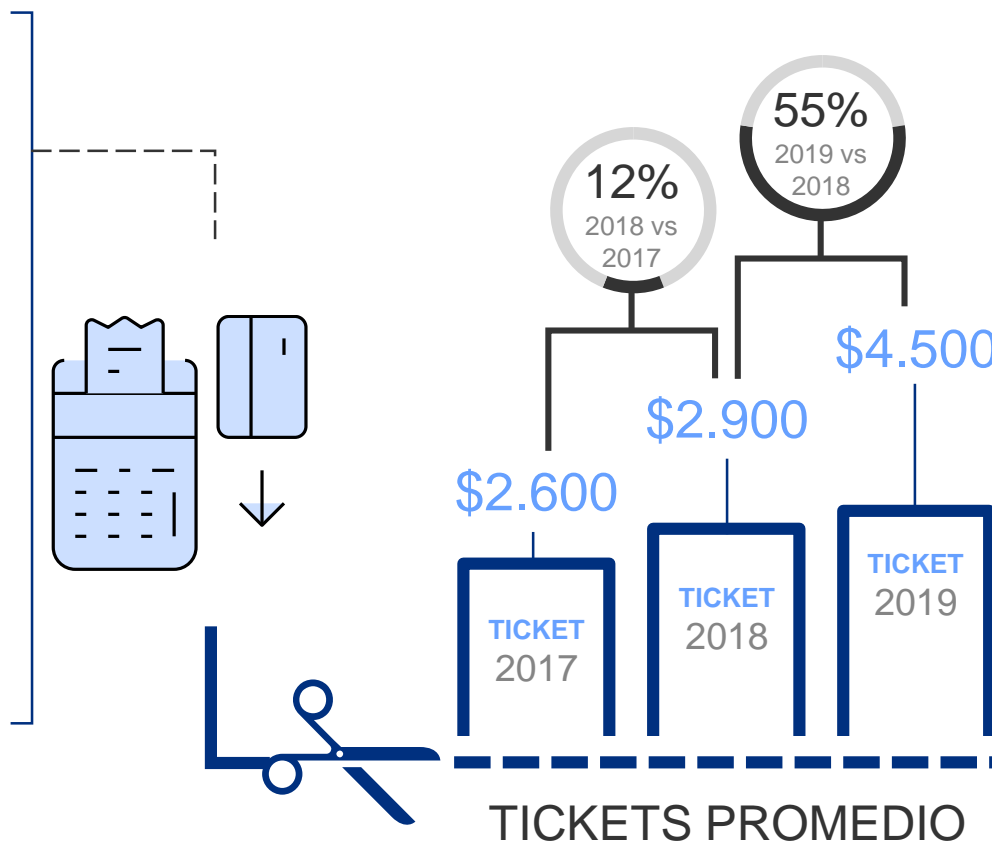 55%
2019 vs
2018
12%
2018 vs
2017
$4.500
$2.900
$2.600
TICKET
2019
TICKET
2018
TICKET
2017
TICKETS PROMEDIO